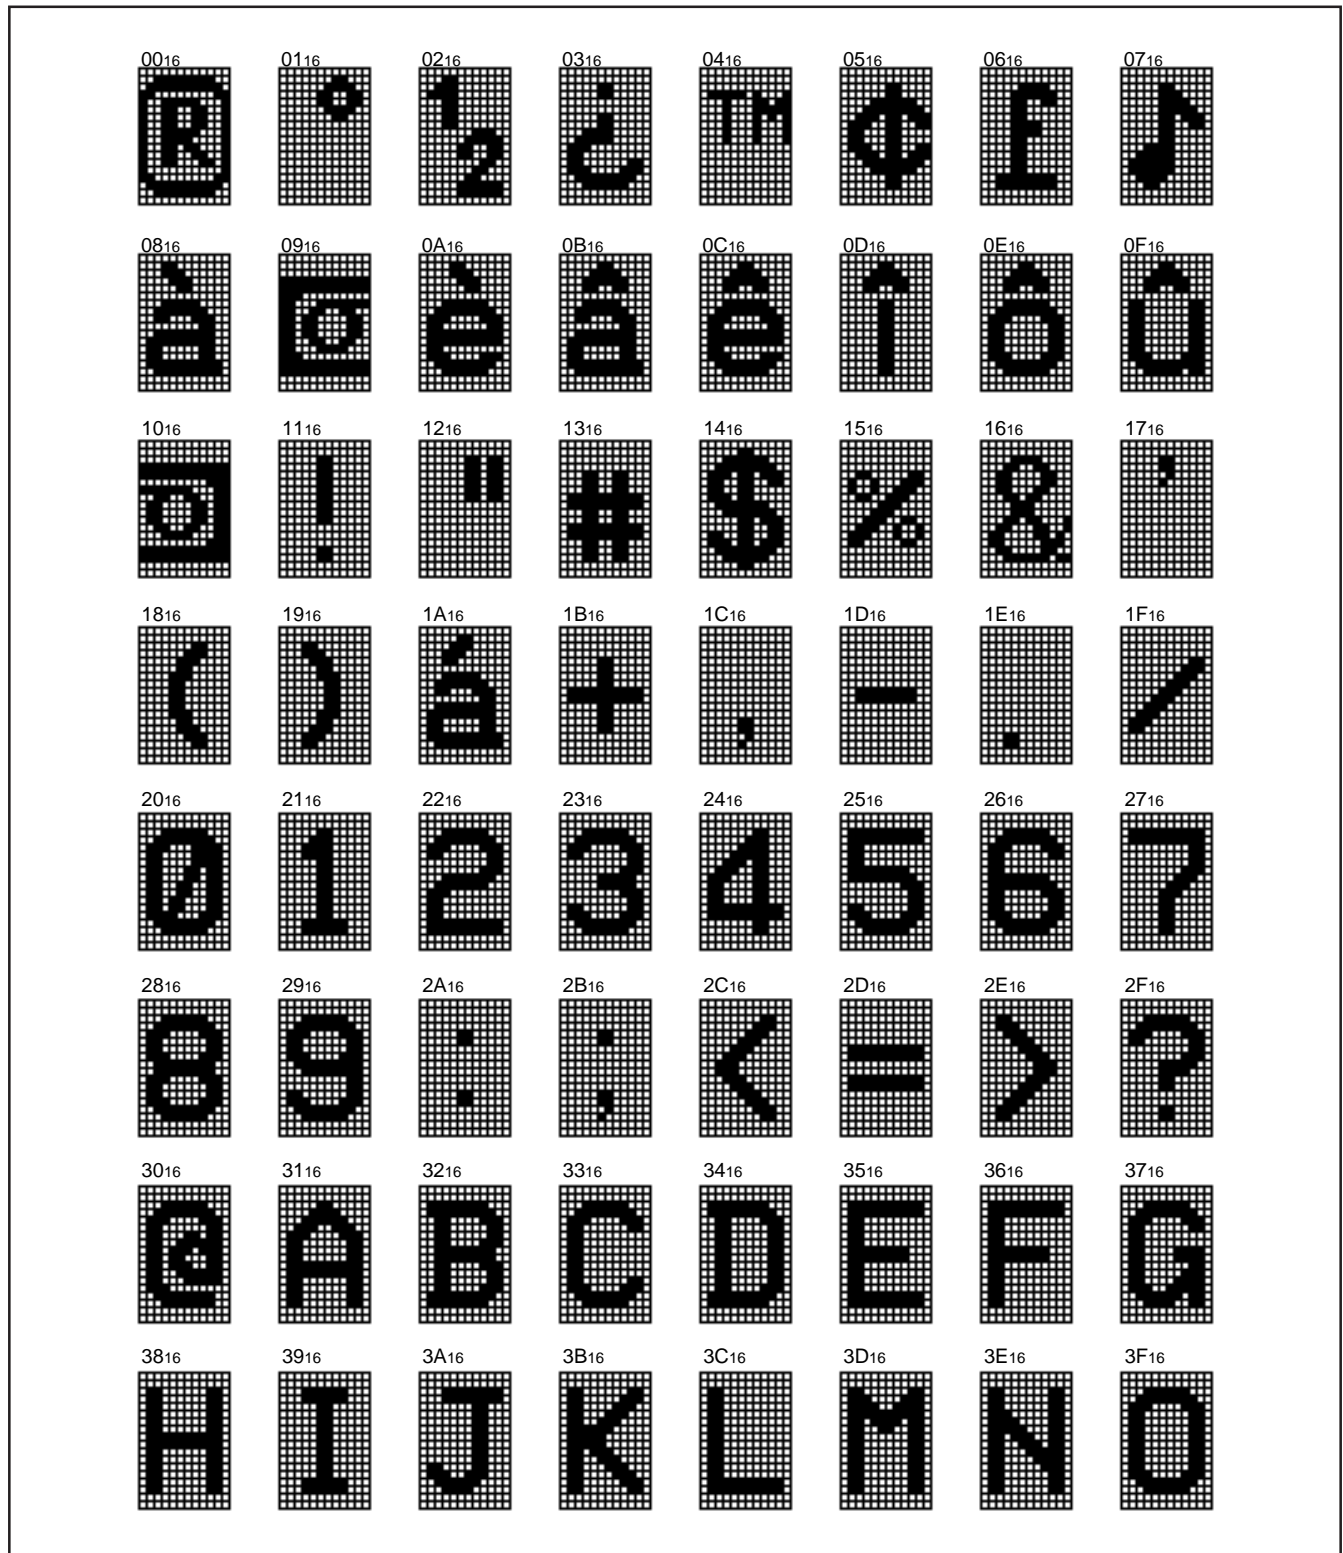 00₁₆ 01₁₆ 02₁₆ 03₁₆ 04₁₆ 05₁₆ 06₁₆ 07₁₆
® ° ½ ¿ ™ ¢ £ ♪
08₁₆ 09₁₆ 0A₁₆ 0B₁₆ 0C₁₆ 0D₁₆ 0E₁₆ 0F₁₆
à è â ê î ô û
10₁₆ 11₁₆ 12₁₆ 13₁₆ 14₁₆ 15₁₆ 16₁₆ 17₁₆
! " # $ % & '
18₁₆ 19₁₆ 1A₁₆ 1B₁₆ 1C₁₆ 1D₁₆ 1E₁₆ 1F₁₆
( ) á + , - . /
20₁₆ 21₁₆ 22₁₆ 23₁₆ 24₁₆ 25₁₆ 26₁₆ 27₁₆
0 1 2 3 4 5 6 7
28₁₆ 29₁₆ 2A₁₆ 2B₁₆ 2C₁₆ 2D₁₆ 2E₁₆ 2F₁₆
8 9 : ; < = > ?
30₁₆ 31₁₆ 32₁₆ 33₁₆ 34₁₆ 35₁₆ 36₁₆ 37₁₆
@ A B C D E F G
38₁₆ 39₁₆ 3A₁₆ 3B₁₆ 3C₁₆ 3D₁₆ 3E₁₆ 3F₁₆
H I J K L M N O